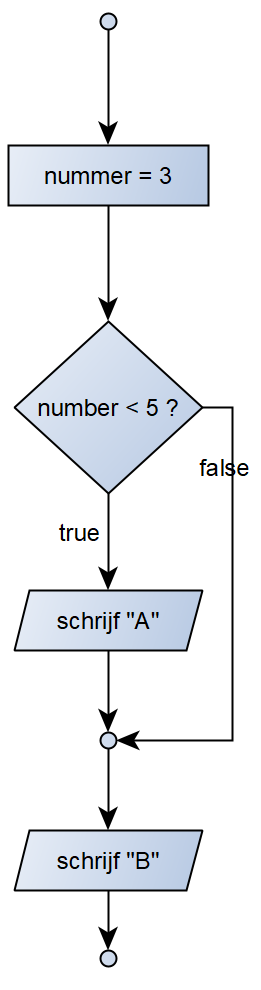 nummer = 3
number < 5 ?
false
true
schrijf "A"
schrijf "B"